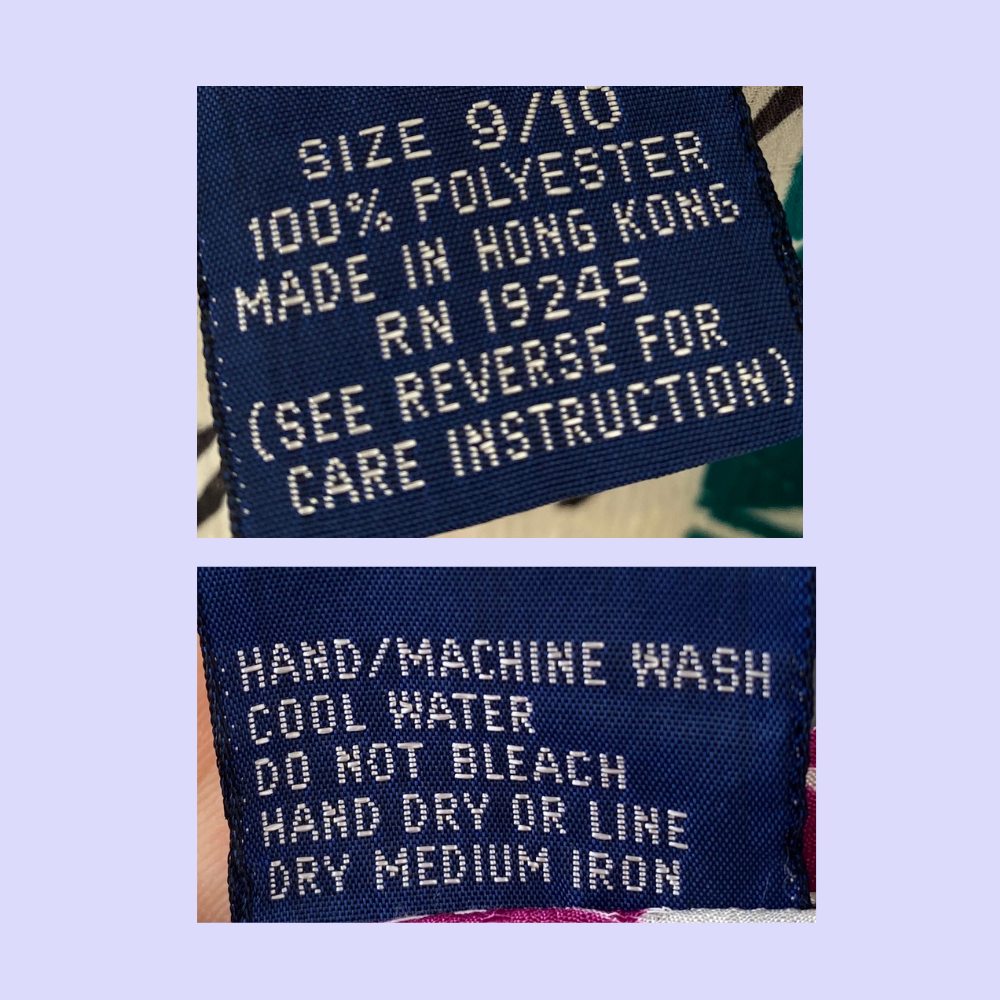 SIZE 9/10
100% POLYESTER
MADE IN HONG KONG
RN 19245
(SEE REVERSE FOR
CARE INSTRUCTION)
HAND/MACHINE WASH
COOL WATER
DO NOT BLEACH
HAND DRY OR LINE
DRY MEDIUM IRON